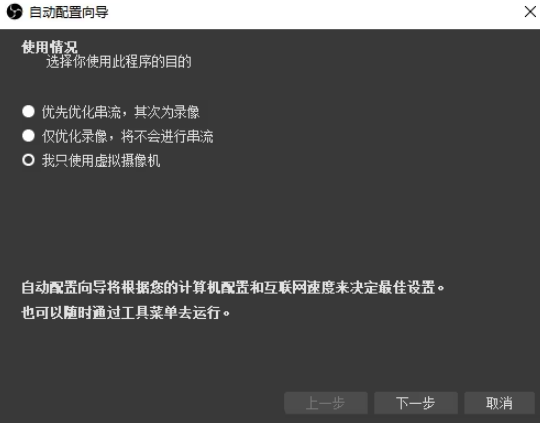 自动配置向导
使用情况
选择你使用此程序的目的
优先优化串流，其次为录像
仅优化录像，将不会进行串流
我只使用虚拟摄像机
自动配置向导将根据您的计算机配置和互联网速度来决定最佳设置。
也可以随时通过工具菜单去运行。
上一步 下一步 取消